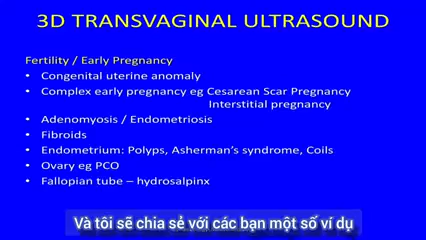 3D TRANSVAGINAL ULTRASOUND
Fertility / Early Pregnancy
• Congenital uterine anomaly
• Complex early pregnancy eg Cesarean Scar Pregnancy
Interstitial pregnancy
• Adenomyosis / Endometriosis
• Fibroids
• Endometrium: Polyps, Asherman's syndrome, Coils
• Ovary eg PCO
• Fallopian tube – hydrosalpinx
Và tôi sẽ chia sẻ với các bạn một số ví dụ